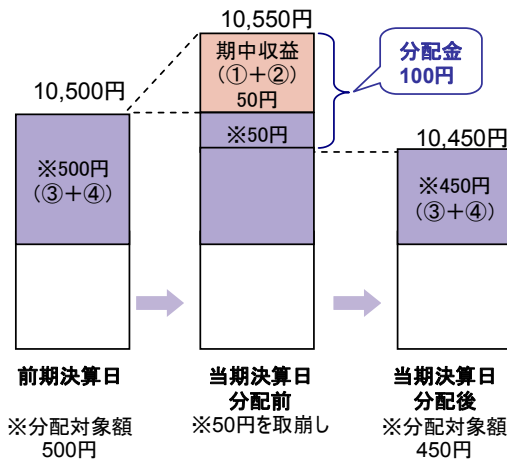 10,500円
※500円
(③+④)
前期決算日
※分配対象額
500円
10,550円
期中収益
(①+②)
50円
※50円
当期決算日
分配前
※50円を取崩し
分配金
100円
10,450円
※450円
(③+④)
当期決算日
分配後
※分配対象額
450円